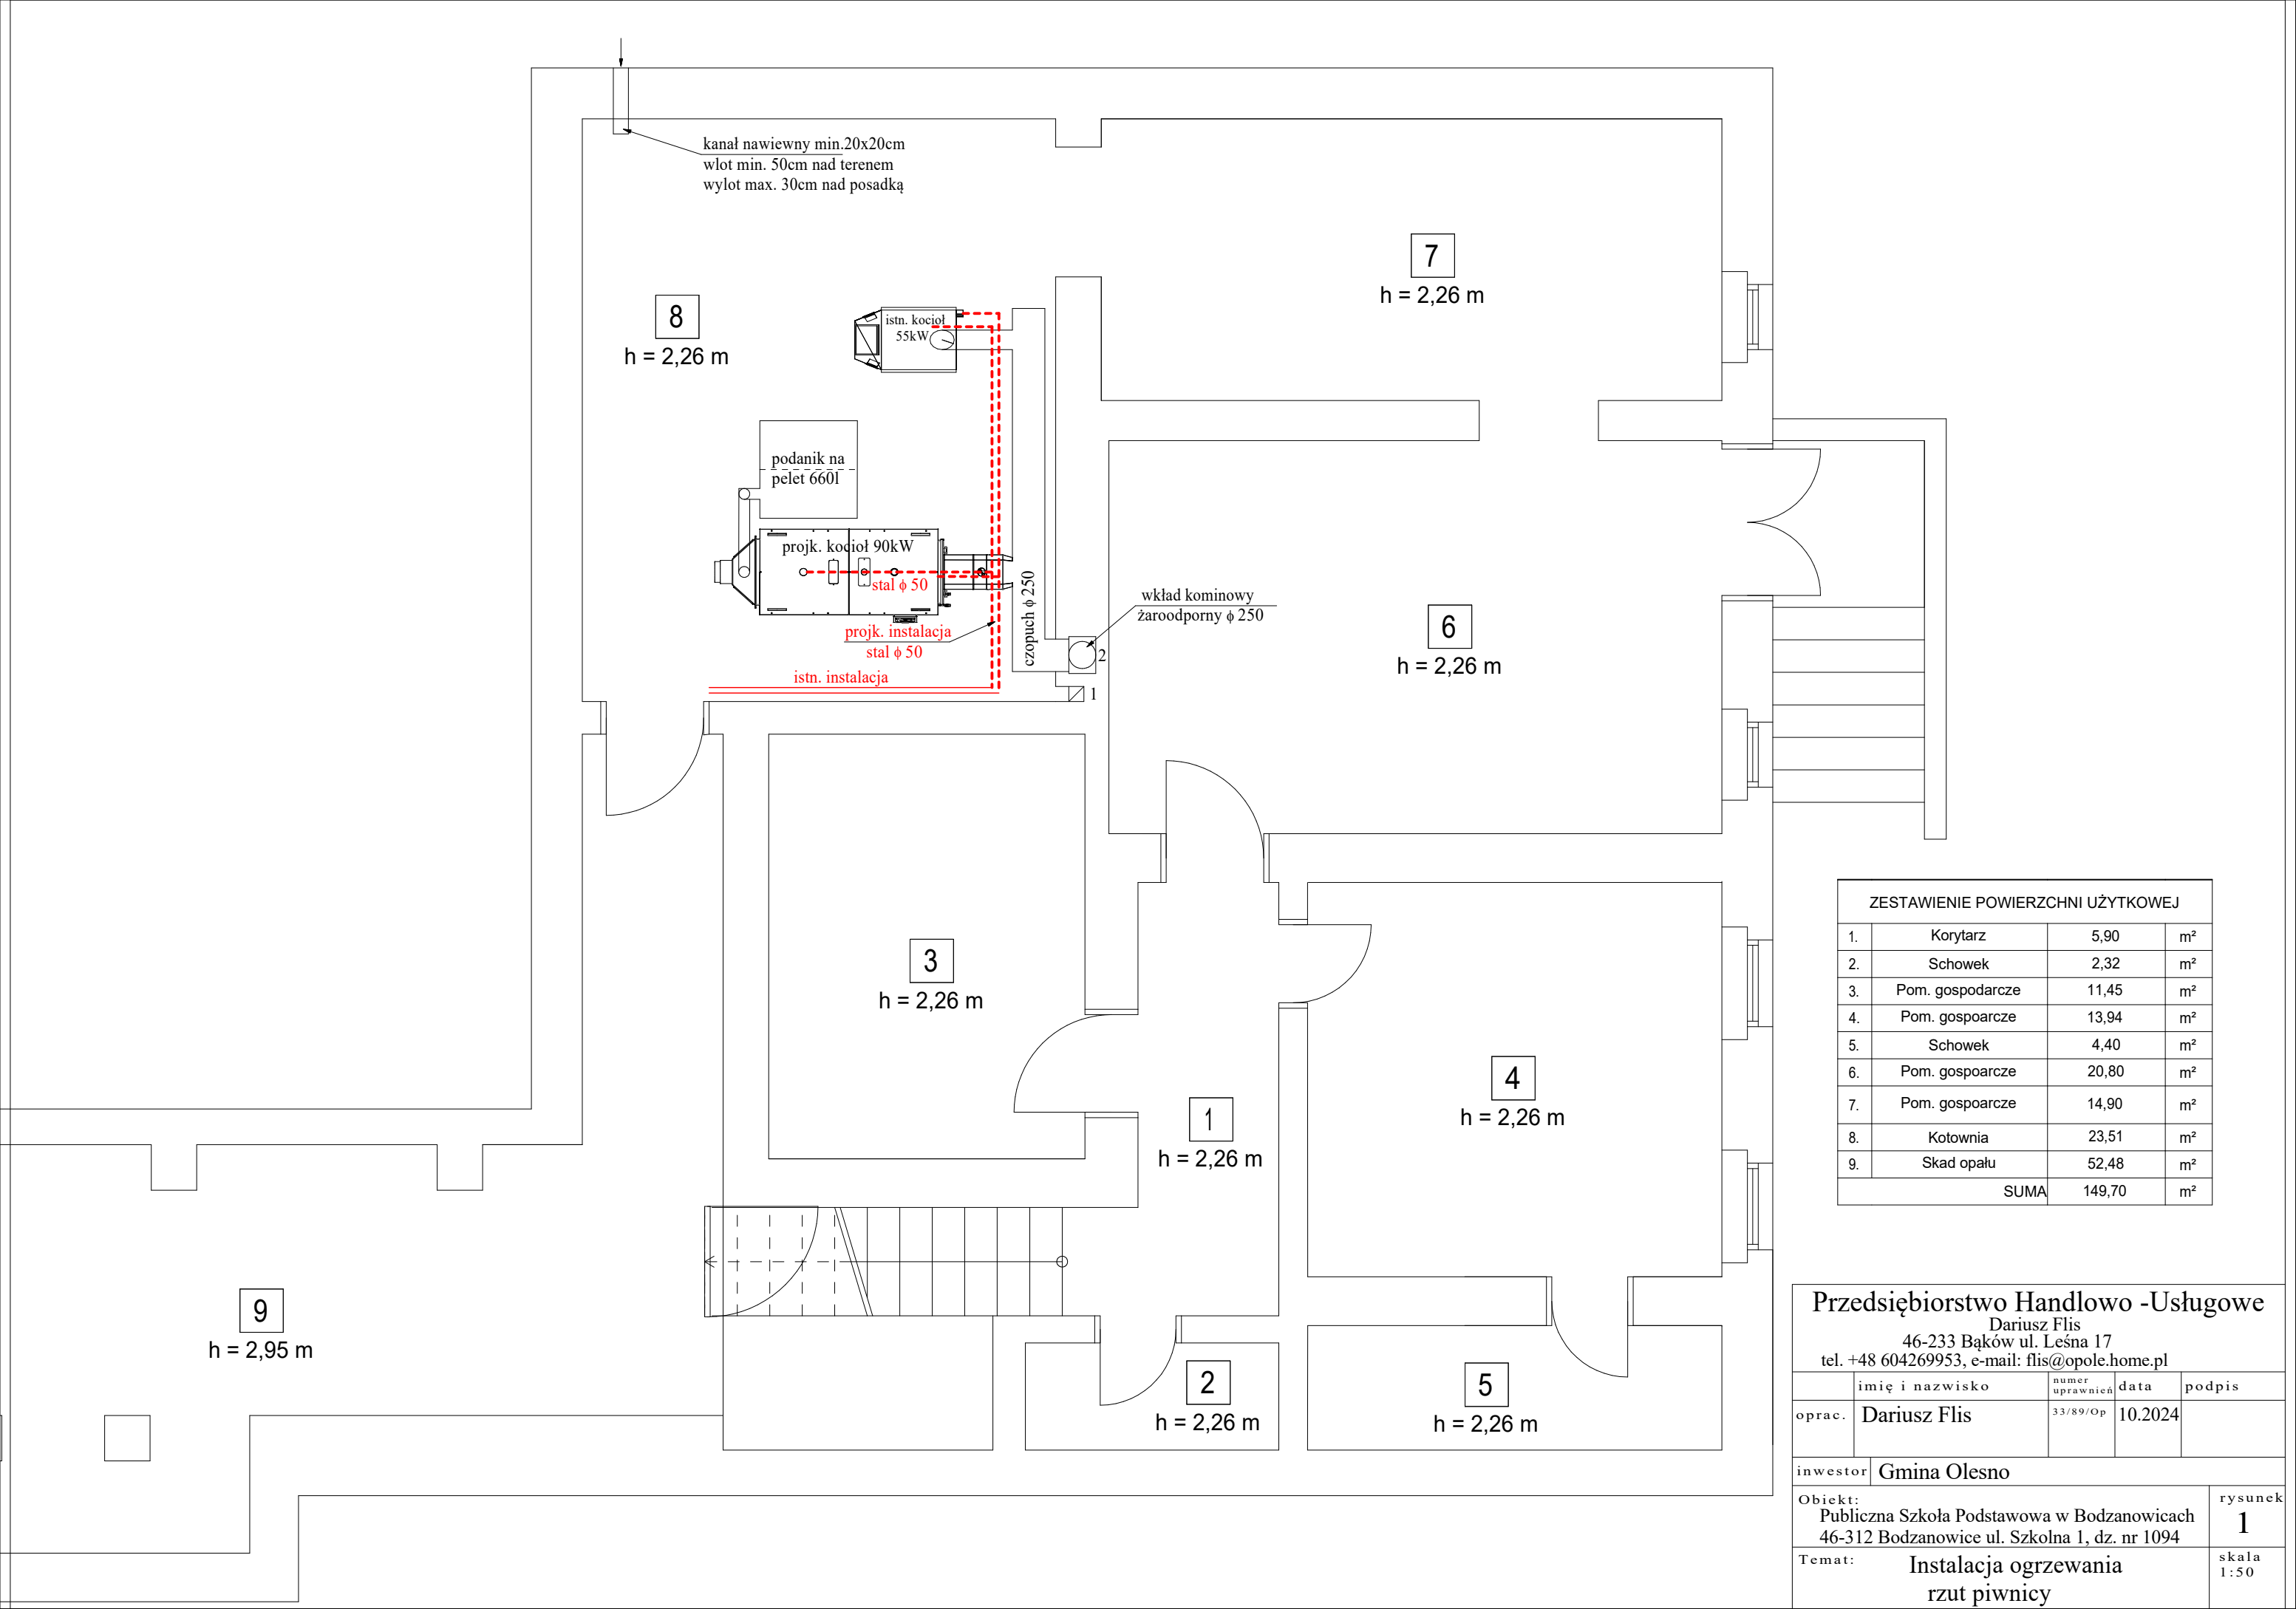 kanał nawiewny min.20x20cm
wlot min. 50cm nad terenem
wylot max. 30cm nad posadką
7
h = 2,26 m
8
h = 2,26 m
istn. kocioł
55kW
podanik na
pelet 660l
projk. kocioł 90kW
stal ϕ 50
projk. instalacja
stal ϕ 50
istn. instalacja
czopuch ϕ 250
wkład kominowy
żaroodporny ϕ 250
2
1
6
h = 2,26 m
3
h = 2,26 m
4
h = 2,26 m
1
h = 2,26 m
9
h = 2,95 m
2
h = 2,26 m
5
h = 2,26 m
ZESTAWIENIE POWIERZCHNI UŻYTKOWEJ
1. Korytarz 5,90 m²
2. Schowek 2,32 m²
3. Pom. gospodarcze 11,45 m²
4. Pom. gospoarcze 13,94 m²
5. Schowek 4,40 m²
6. Pom. gospoarcze 20,80 m²
7. Pom. gospoarcze 14,90 m²
8. Kotownia 23,51 m²
9. Skad opału 52,48 m²
SUMA 149,70 m²
Przedsiębiorstwo Handlowo -Usługowe
Dariusz Flis
46-233 Bąków ul. Leśna 17
tel. +48 604269953, e-mail: flis@opole.home.pl
imię i nazwisko numer uprawnień data podpis
oprac. Dariusz Flis 33/89/Op 10.2024
inwestor Gmina Olesno
Obiekt:
Publiczna Szkoła Podstawowa w Bodzanowicach
46-312 Bodzanowice ul. Szkolna 1, dz. nr 1094
rysunek
1
Temat:
Instalacja ogrzewania
rzut piwnicy
skala
1:50